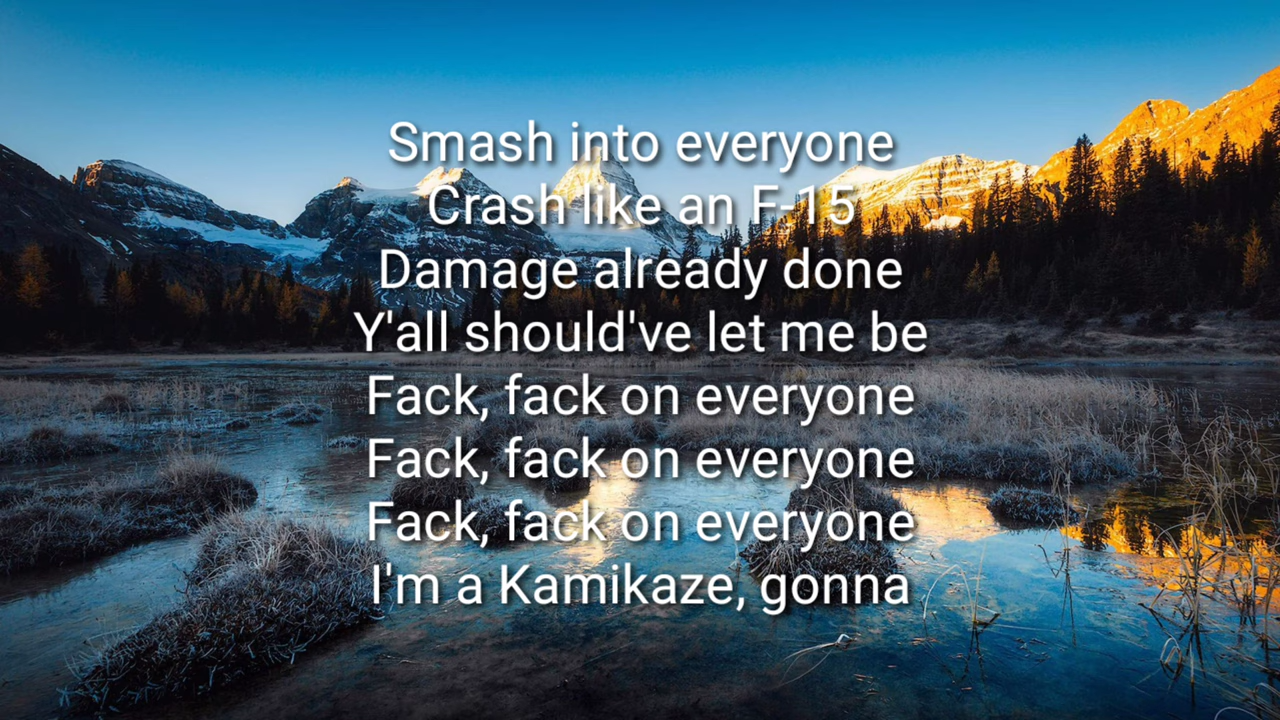 Smash into everyone
Crash like an F-15
Damage already done
Y'all should've let me be
Fack, fack on everyone
Fack, fack on everyone
Fack, fack on everyone
I'm a Kamikaze, gonna